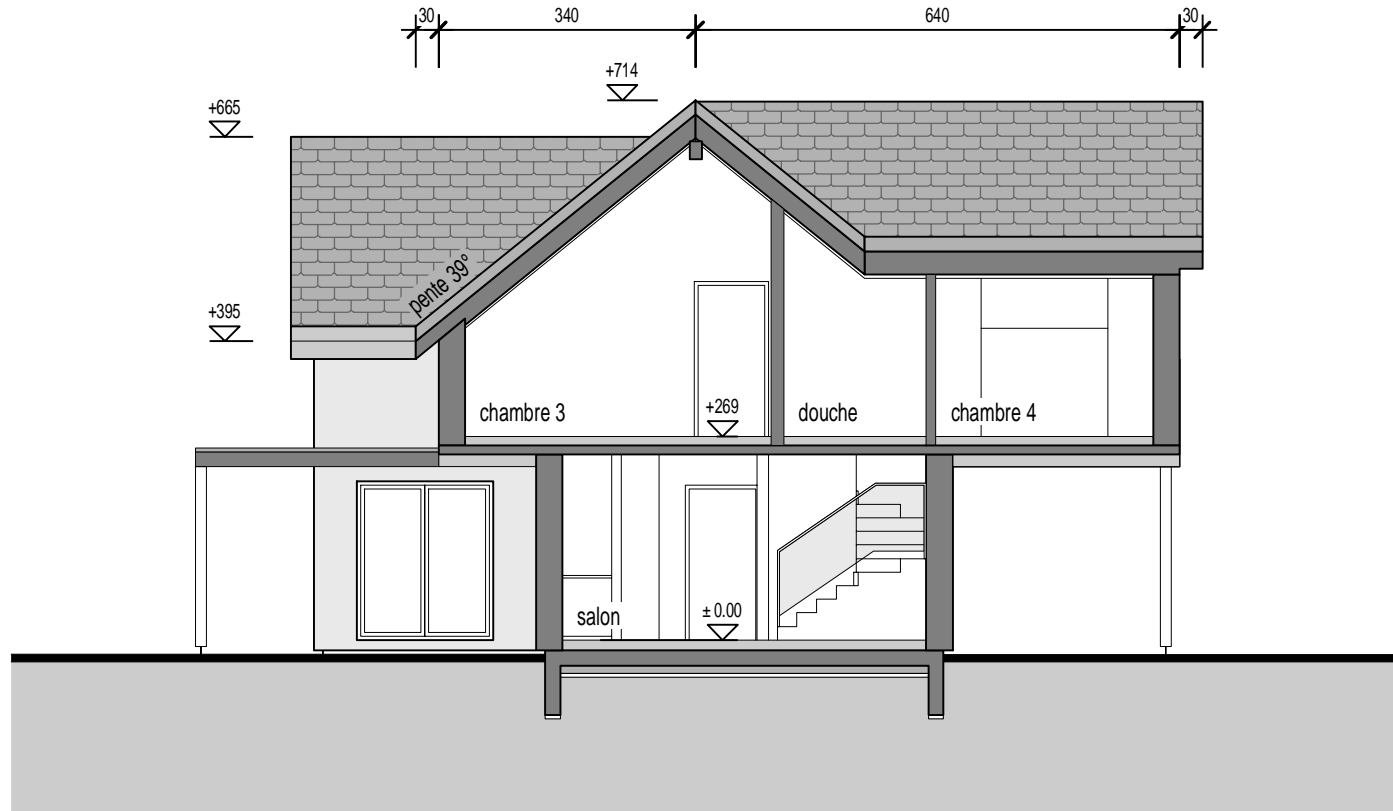 30
340
640
30
+714
+665
pente 39°
+395
chambre 3
+269
douche
chambre 4
salon
± 0.00